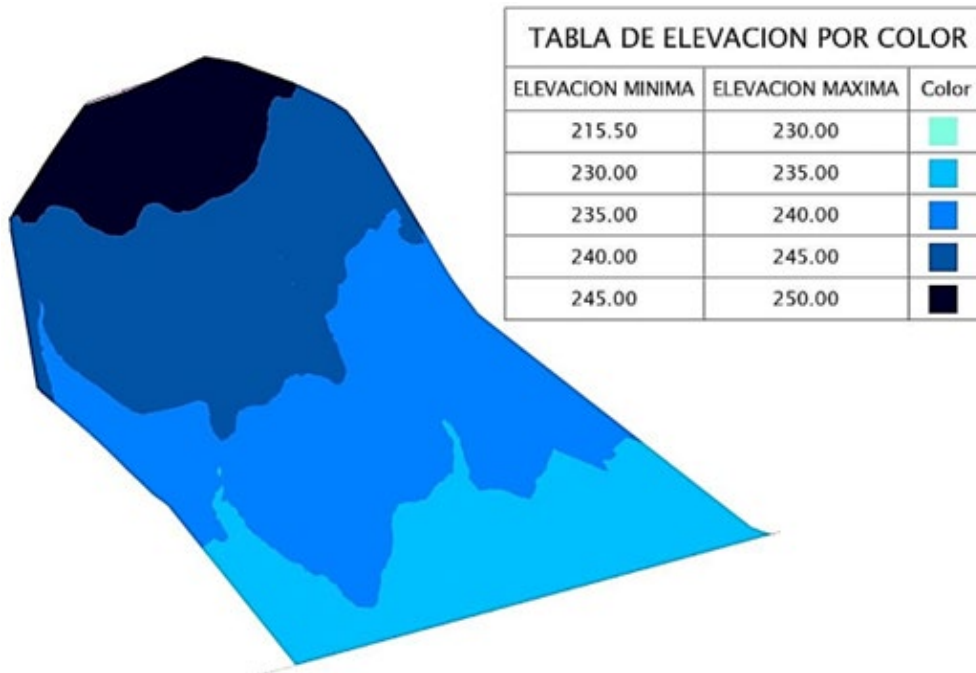 TABLA DE ELEVACION POR COLOR
ELEVACION MINIMA ELEVACION MAXIMA Color
215.50 230.00
230.00 235.00
235.00 240.00
240.00 245.00
245.00 250.00